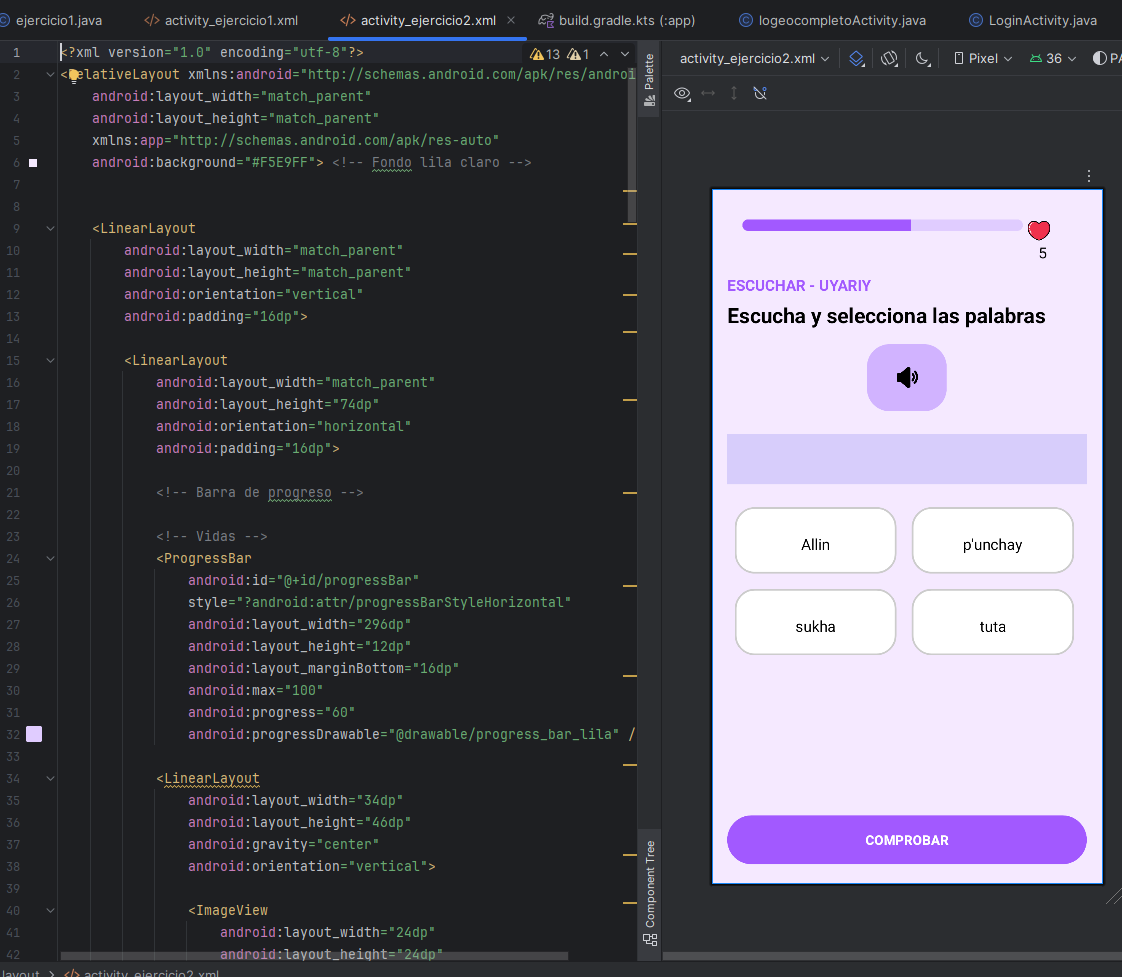 ejercicio1.java
activity_ejercicio1.xml
activity_ejercicio2.xml
build.gradle.kts (:app)
logeocompletoActivity.java
LoginActivity.java
1 <?xml version="1.0" encoding="utf-8"?>
13 1
2 <RelativeLayout xmlns:android="http://schemas.android.com/apk/res/androi
3 android:layout_width="match_parent"
4 android:layout_height="match_parent"
5 xmlns:app="http://schemas.android.com/apk/res-auto"
6 android:background="#F5E9FF"> <!-- Fondo lila claro -->
7
8
9 <LinearLayout
10 android:layout_width="match_parent"
11 android:layout_height="match_parent"
12 android:orientation="vertical"
13 android:padding="16dp">
14
15 <LinearLayout
16 android:layout_width="match_parent"
17 android:layout_height="74dp"
18 android:orientation="horizontal"
19 android:padding="16dp">
20
21 <!-- Barra de progreso -->
22
23 <!-- Vidas -->
24 <ProgressBar
25 android:id="@+id/progressBar"
26 style="?android:attr/progressBarStyleHorizontal"
27 android:layout_width="296dp"
28 android:layout_height="12dp"
29 android:layout_marginBottom="16dp"
30 android:max="100"
31 android:progress="60"
32 android:progressDrawable="@drawable/progress_bar_lila" /
33
34 <LinearLayout
35 android:layout_width="34dp"
36 android:layout_height="46dp"
37 android:gravity="center"
38 android:orientation="vertical">
39
40 <ImageView
41 android:layout_width="24dp"
42 android:layout_height="24dp"
layout > activity_ejercicio2.xml
Palette
Component Tree
activity_ejercicio2.xml
Pixel
36
PA
5
ESCUCHAR - UYARIY
Escucha y selecciona las palabras
Allin
p'unchay
sukha
tuta
COMPROBAR